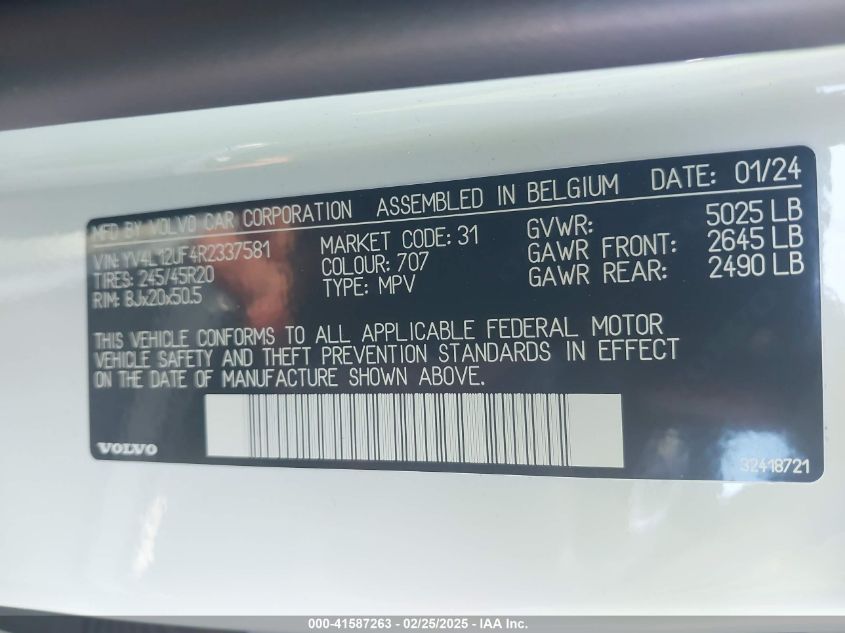 MFD BY VOLVO CAR CORPORATION ASSEMBLED IN BELGIUM DATE: 01/24
VIN: YV4L12UF4R2337581 MARKET CODE: 31 GVWR: 5025 LB
TIRES: 245/45R20 COLOUR: 707 GAWR FRONT: 2645 LB
RIM: 8Jx20x50.5 TYPE: MPV GAWR REAR: 2490 LB
THIS VEHICLE CONFORMS TO ALL APPLICABLE FEDERAL MOTOR
VEHICLE SAFETY AND THEFT PREVENTION STANDARDS IN EFFECT
ON THE DATE OF MANUFACTURE SHOWN ABOVE.
VOLVO
32418721
000-41587263 - 02/25/2025 - IAA Inc.